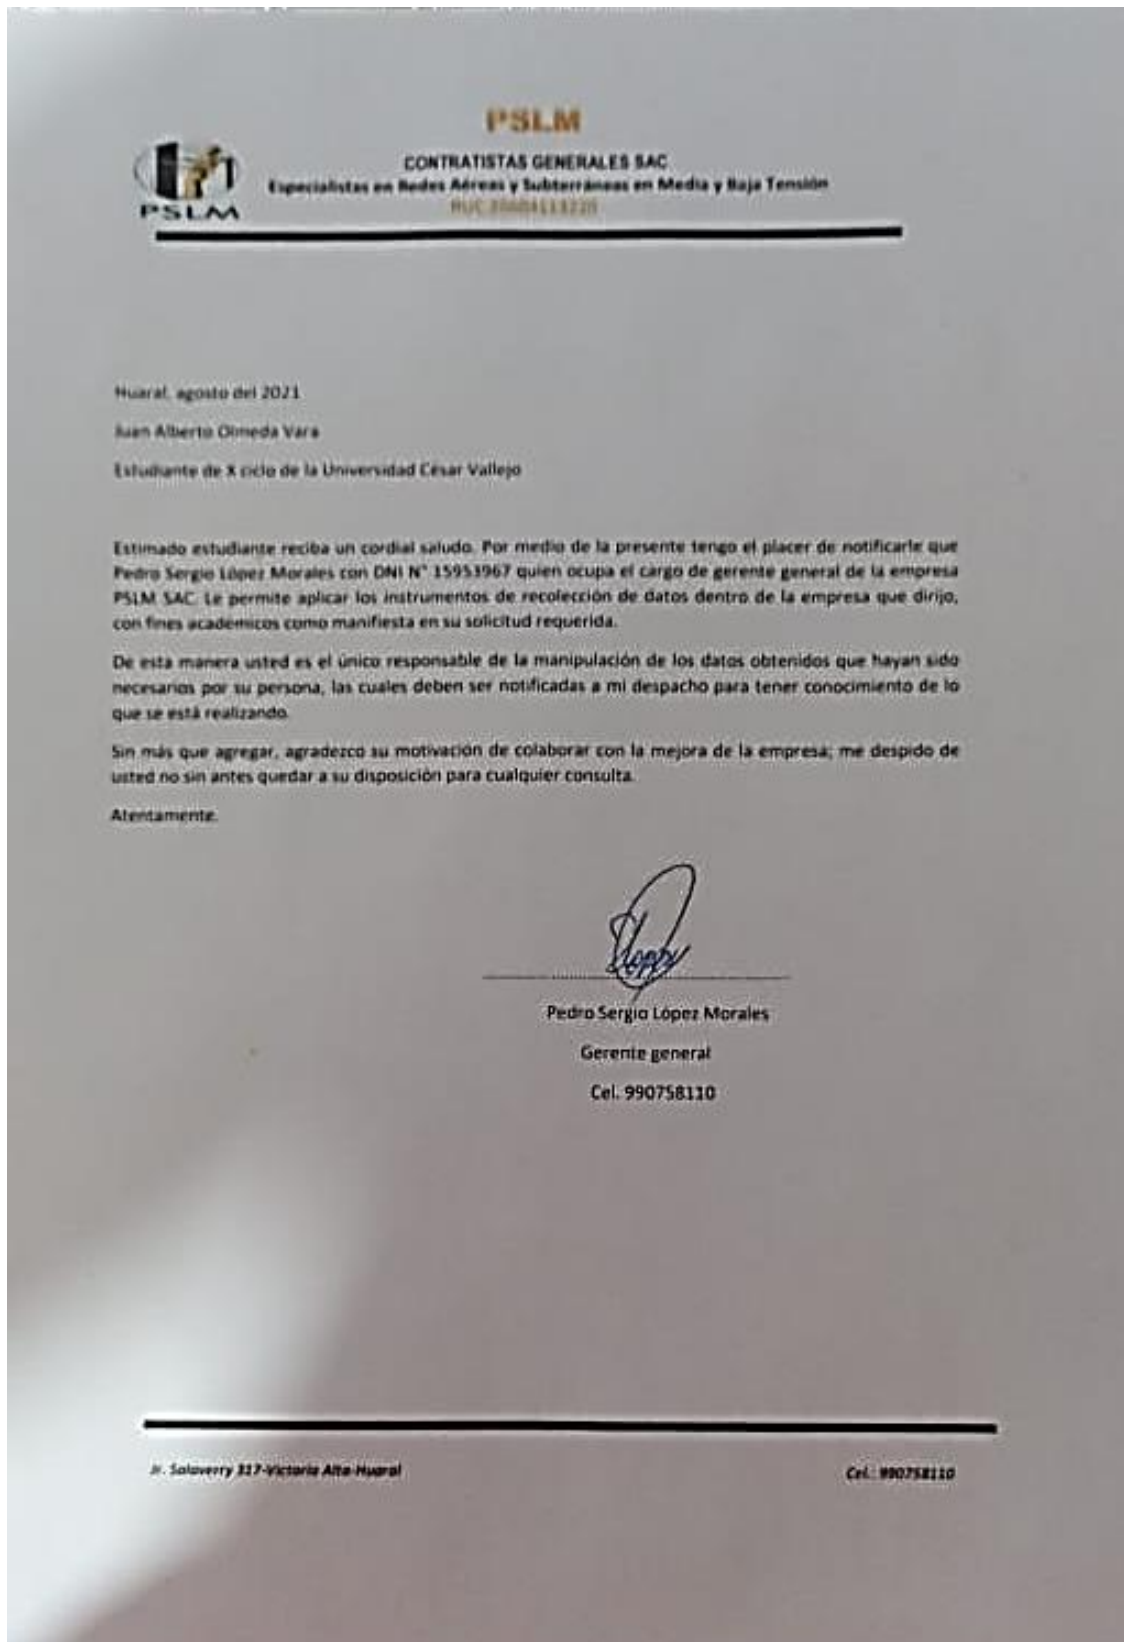 PSLM
CONTRATISTAS GENERALES SAC
Especialistas en Redes Aéreas y Subterráneas en Media y Baja Tensión
RUC
PSLM
Huaral, agosto del 2021
Juan Alberto Olmeda Vara
Estudiante de X ciclo de la Universidad César Vallejo
Estimado estudiante reciba un cordial saludo. Por medio de la presente tengo el placer de notificarle que
Pedro Sergio López Morales con DNI N° 15953967 quien ocupa el cargo de gerente general de la empresa
PSLM SAC. Le permite aplicar los instrumentos de recolección de datos dentro de la empresa que dirijo,
con fines académicos como manifiesta en su solicitud requerida.
De esta manera usted es el único responsable de la manipulación de los datos obtenidos que hayan sido
necesarios por su persona, las cuales deben ser notificadas a mi despacho para tener conocimiento de lo
que se está realizando.
Sin más que agregar, agradezco su motivación de colaborar con la mejora de la empresa; me despido de
usted no sin antes quedar a su disposición para cualquier consulta.
Atentamente.
Pedro Sergio López Morales
Gerente general
Cel. 990758110
Jr. Salaverry 317-Victoria Alta-Huaral
Cel.: 990758110